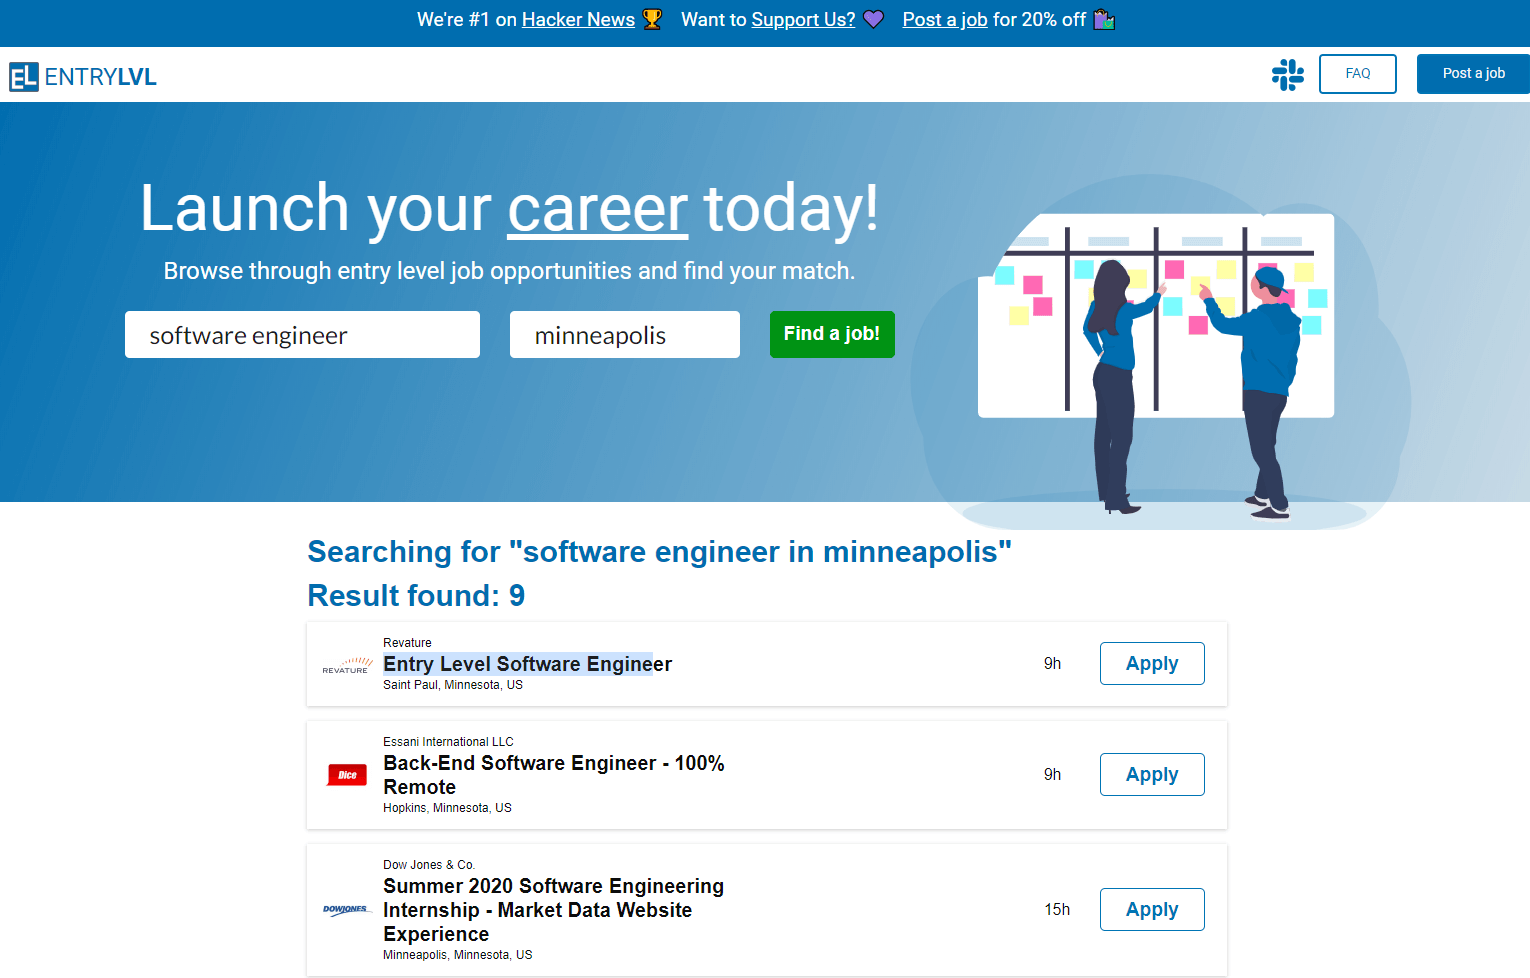 We're #1 on Hacker News 🏆 Want to Support Us? 💜 Post a job for 20% off 🛍️
EL ENTRYLVL
FAQ
Post a job
Launch your career today!
Browse through entry level job opportunities and find your match.
software engineer
minneapolis
Find a job!
Searching for "software engineer in minneapolis"
Result found: 9
Revature
REVATURE
Entry Level Software Engineer
Saint Paul, Minnesota, US
9h
Apply
Essani International LLC
Dice
Back-End Software Engineer - 100%
Remote
Hopkins, Minnesota, US
9h
Apply
Dow Jones & Co.
DOWJONES
Summer 2020 Software Engineering
Internship - Market Data Website
Experience
Minneapolis, Minnesota, US
15h
Apply